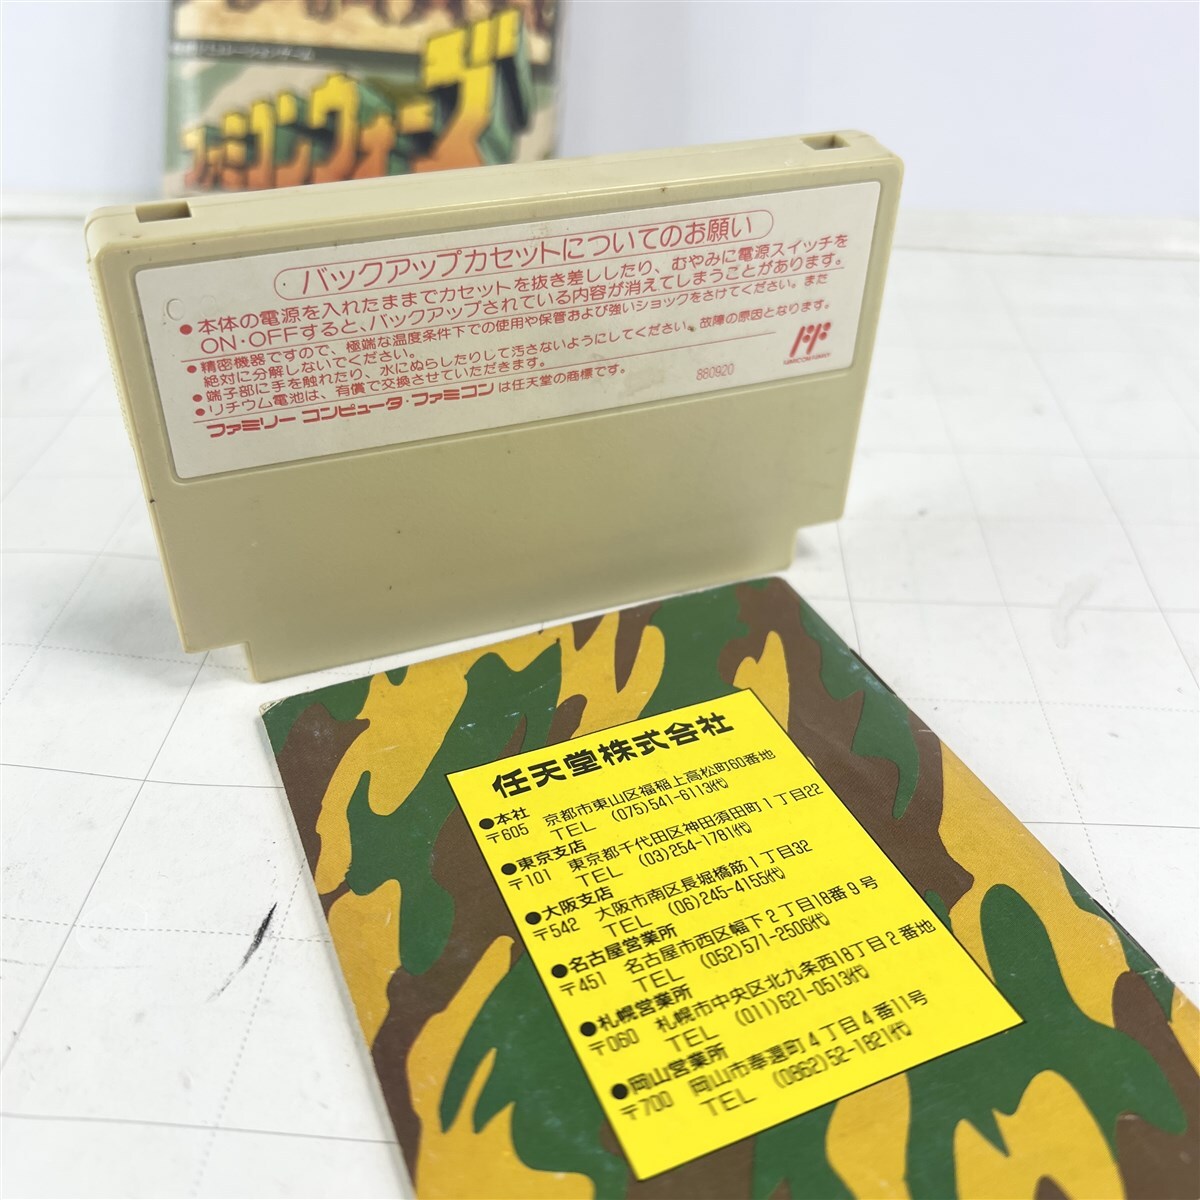 ファミコンウォーズ
バックアップカセットについてのお願い
●本体の電源を入れたままでカセットを抜き差ししたり、むやみに電源スイッチを
ON・OFFすると、バックアップされている内容が消えてしまうことがあります。
●精密機器ですので、極端な温度条件下での使用や保管および強いショックをさけてください。また
絶対に分解しないでください。
●端子部に手を触れたり、水にぬらしたりして汚さないようにしてください。故障の原因となります。
●リチウム電池は、有償で交換させていただきます。
ファミリー コンピュータ・ファミコン は任天堂の商標です。
880920
任天堂株式会社
●本社
〒605 京都市東山区福稲上高松町60番地
TEL (075)541-6113代)
●東京支店
〒101 東京都千代田区神田須田町1丁目22
TEL (03)254-1781代)
●大阪支店
〒542 大阪市南区長堀橋筋1丁目32
TEL (06)245-4155代)
●名古屋営業所
〒451 名古屋市西区幅下2丁目18番9号
TEL (052)571-2506代)
●札幌営業所
〒060 札幌市中央区北九条西18丁目2番地
TEL (011)621-0513代)
●岡山営業所
〒700 岡山市奉還町4丁目4番11号
TEL (0862)52-1821代)